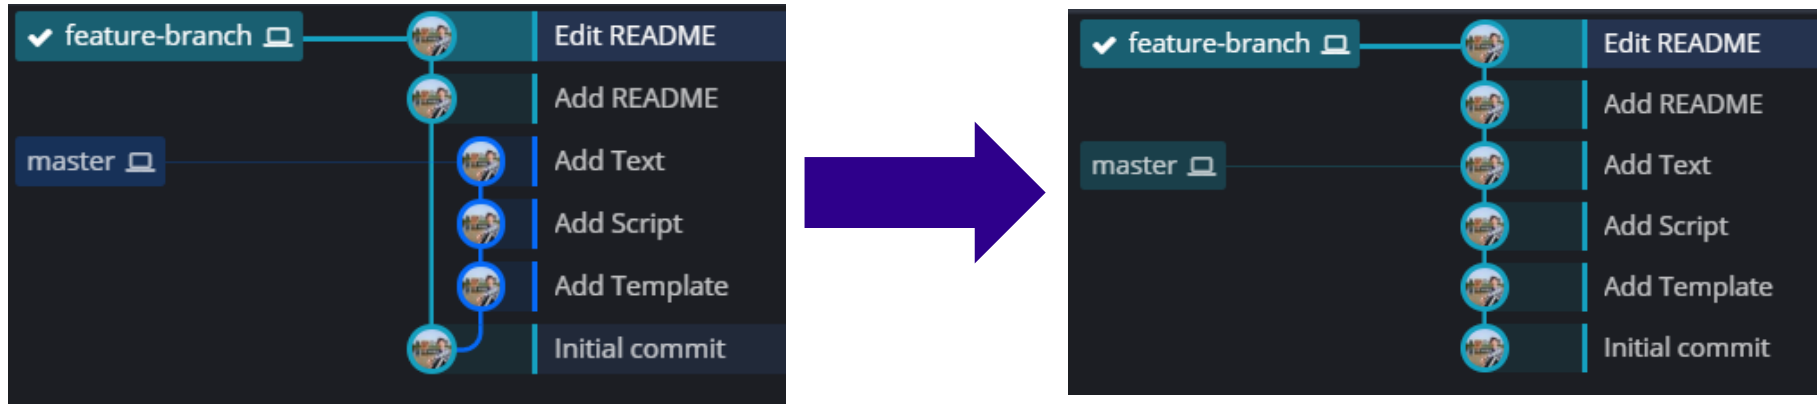 feature-branch Edit README
Add README
master Add Text
Add Script
Add Template
Initial commit
feature-branch Edit README
Add README
master Add Text
Add Script
Add Template
Initial commit